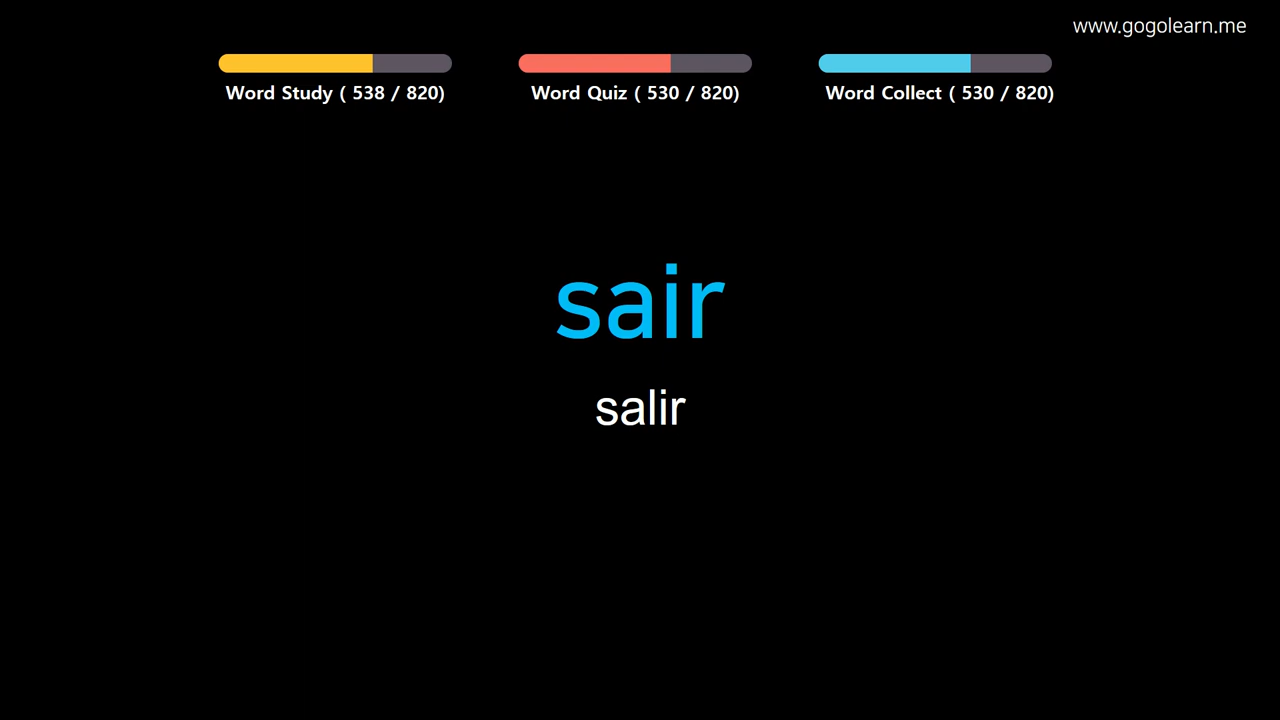 www.gogolearn.me
Word Study ( 538 / 820)
Word Quiz ( 530 / 820)
Word Collect ( 530 / 820)
sair
salir